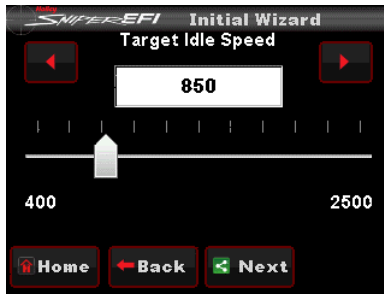 Holley
SNIPER EFI Initial Wizard
Target Idle Speed
850
400 2500
Home Back Next